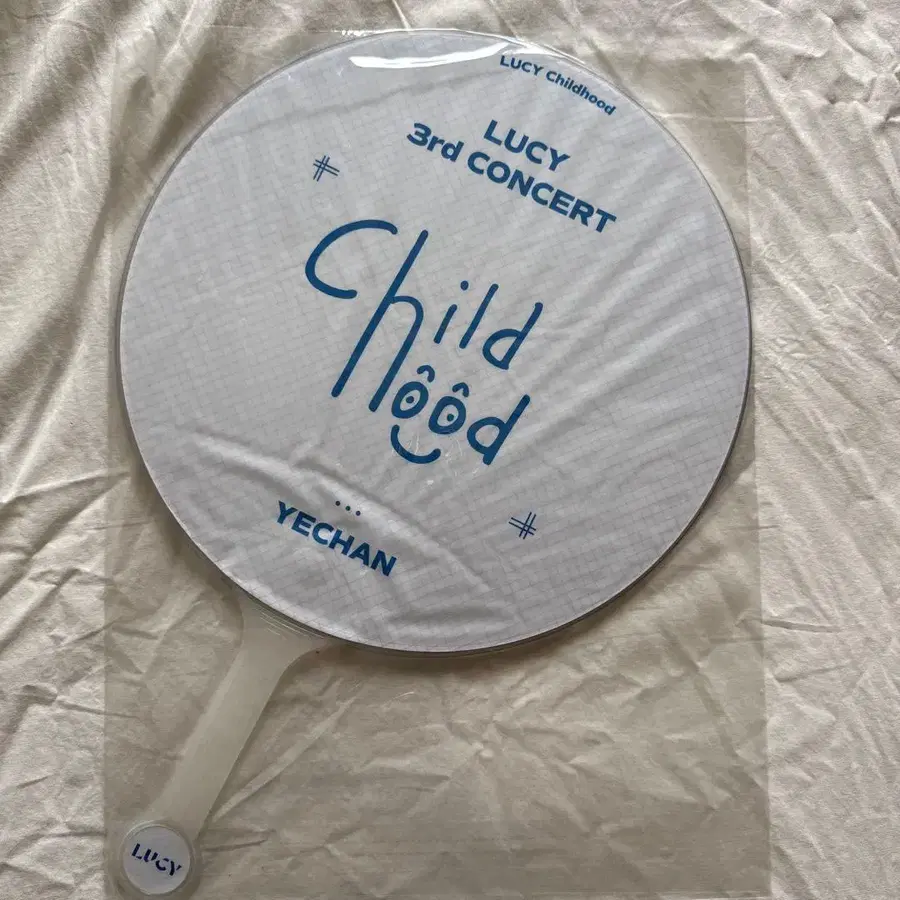 LUCY Childhood
LUCY
3rd CONCERT
Child
hood
YECHAN
LUCY